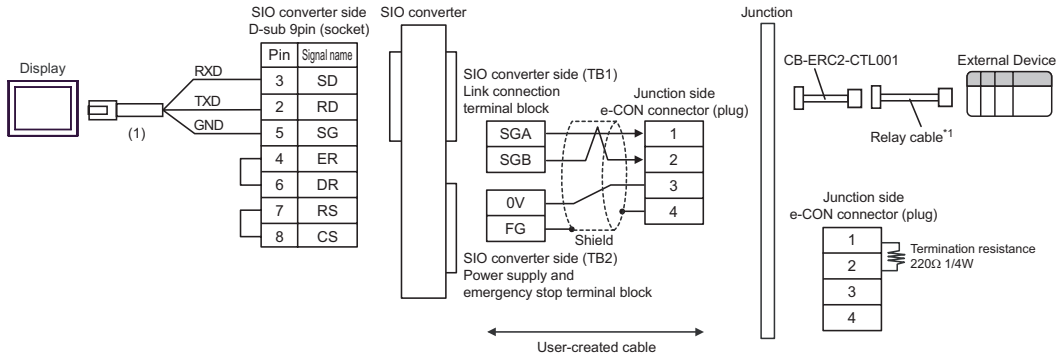 SIO converter side
D-sub 9pin (socket)
SIO converter
Junction
Display
RXD
TXD
GND
(1)
Pin Signal name
3 SD
2 RD
5 SG
4 ER
6 DR
7 RS
8 CS
SIO converter side (TB1)
Link connection
terminal block
Junction side
e-CON connector (plug)
SGA
SGB
0V
FG
1
2
3
4
Shield
SIO converter side (TB2)
Power supply and
emergency stop terminal block
User-created cable
CB-ERC2-CTL001
External Device
Relay cable*1
Junction side
e-CON connector (plug)
1
2
3
4
Termination resistance
220Ω 1/4W